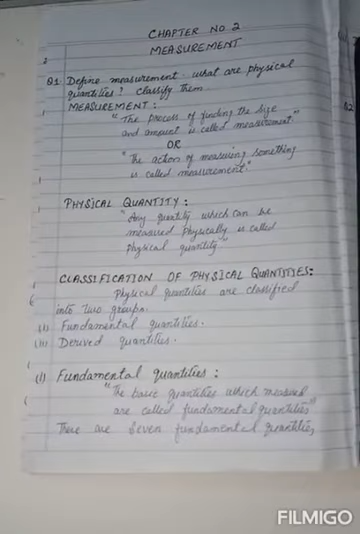 CHAPTER NO. 2
MEASUREMENT
Q1 Define measurement. what are physical
quantities? Classify them.
MEASUREMENT:
"The process of finding the size
and amount is called measurement"
OR
"The action of measuring something
is called measurement."
PHYSICAL QUANTITY:
"Any quantity which can be
measured physically is called
physical quantity."
CLASSIFICATION OF PHYSICAL QUANTITIES:
Physical quantities are classified
into two groups.
(i) Fundamental quantities.
(ii) Derived quantities.
(i) Fundamental quantities:
"The basic quantities which measured
are called fundamental quantities"
There are seven fundamental quantities
FILMIGO